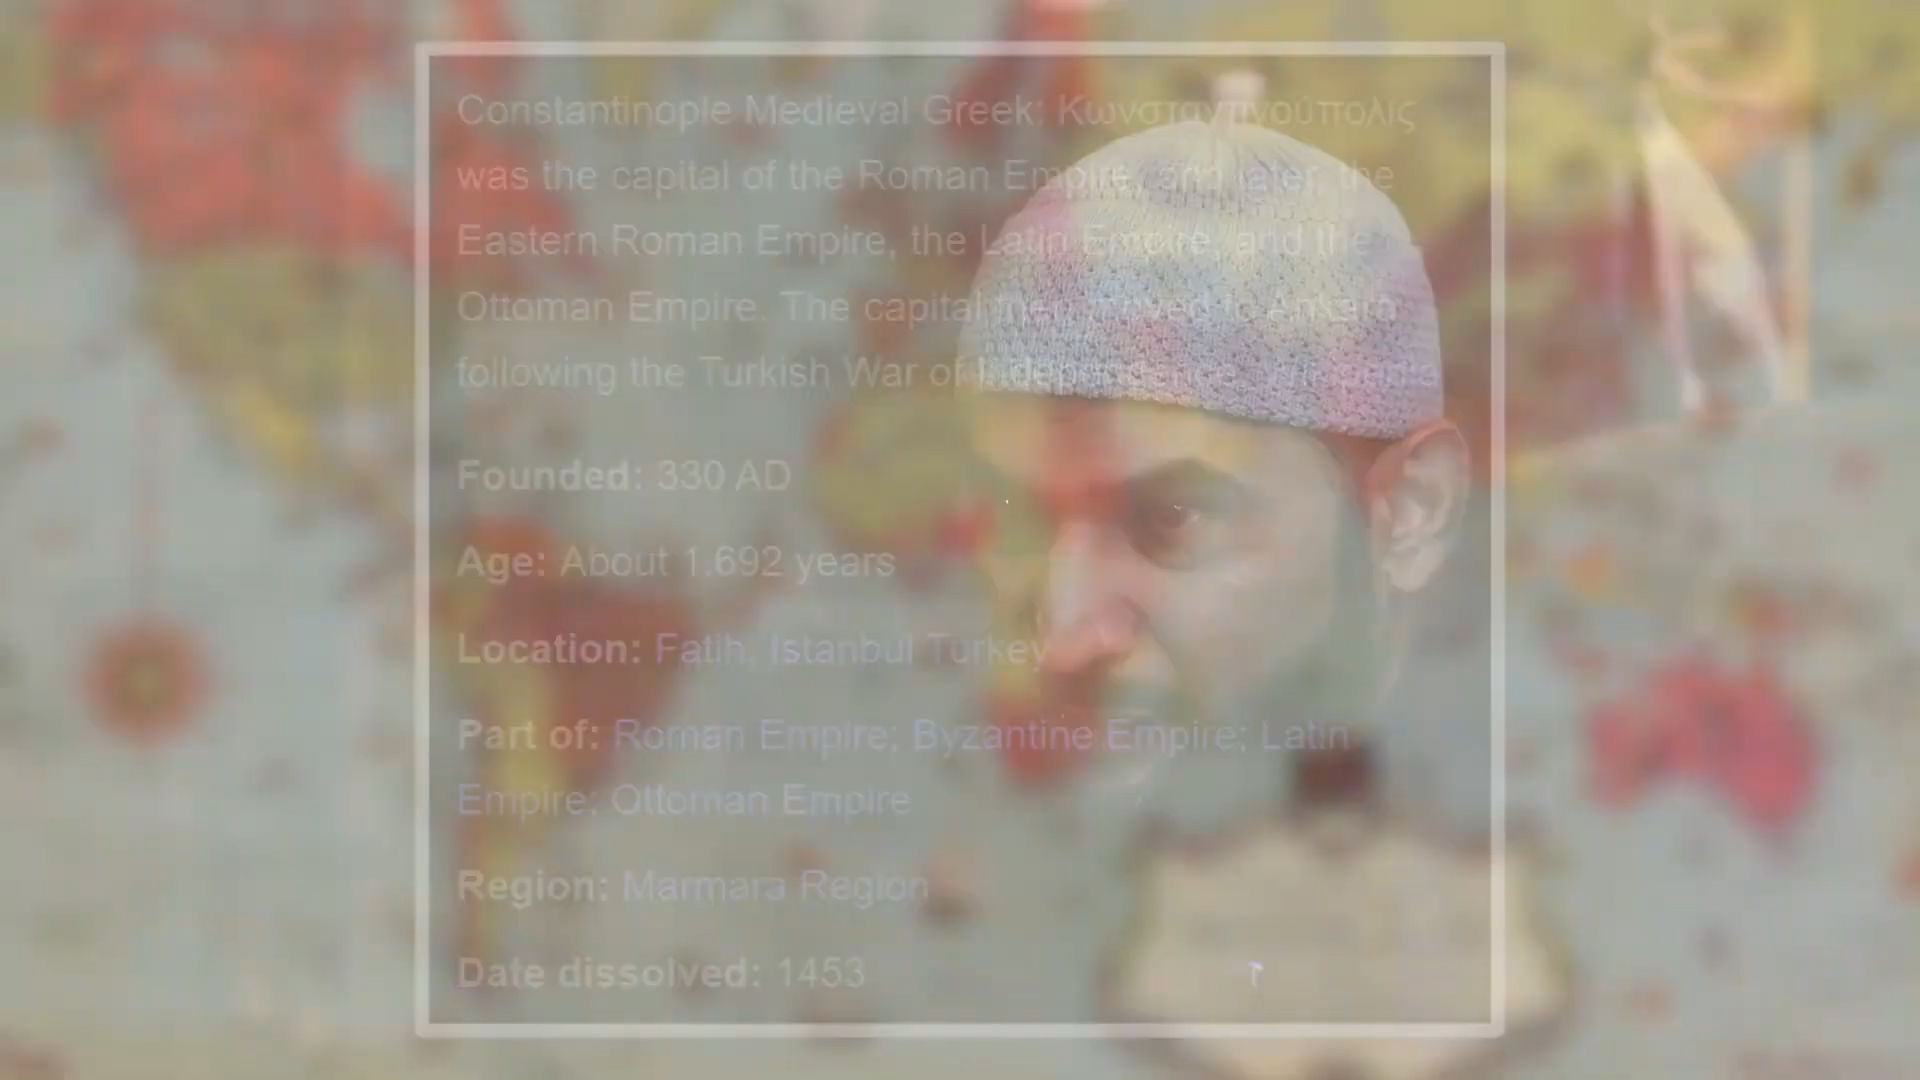 Constantinople Medieval Greek: Κωνσταντινούπολις
was the capital of the Roman Empire, and later, the
Eastern Roman Empire, the Latin Empire, and the
Ottoman Empire. The capital then moved to Ankara
following the Turkish War of Independence.
Founded: 330 AD
Age: About 1.692 years
Location: Fatih, Istanbul Turkey
Part of: Roman Empire; Byzantine Empire; Latin
Empire; Ottoman Empire
Region: Marmara Region
Date dissolved: 1453